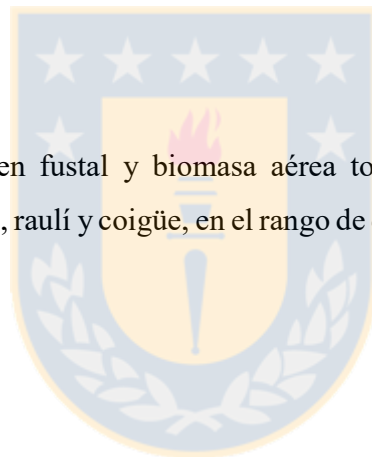 en fustal y biomasa aérea to
, raulí y coigüe, en el rango de